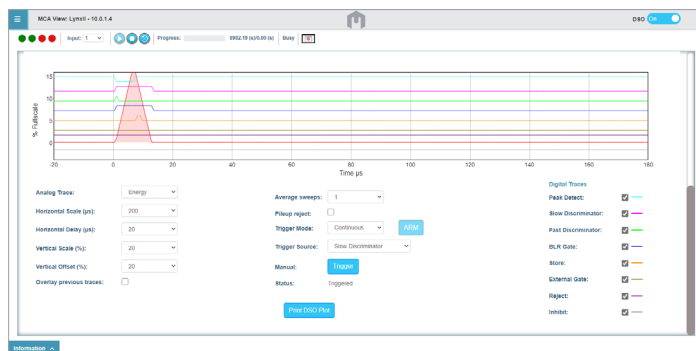 MCA View: LynxII - 10.0.1.4
DSO On
Input: 1 Progress: 8902.19 (s)/0.00 (s) Busy
% Fullscale
15
10
5
0
-20 0 20 40 60 80 100 120 140 160 180
Time µs
Digital Traces
Analog Trace: Energy
Horizontal Scale (µs): 200
Horizontal Delay (µs): 20
Vertical Scale (%): 20
Vertical Offset (%): 20
Overlay previous traces:
Average sweeps: 1
Pileup reject:
Trigger Mode: Continuous ARM
Trigger Source: Slow Discriminator
Manual: Trigger
Status: Triggered
Print DSO Plot
Peak Detect:
Slow Discriminator:
Fast Discriminator:
BLR Gate:
Store:
External Gate:
Reject:
Inhibit:
Information